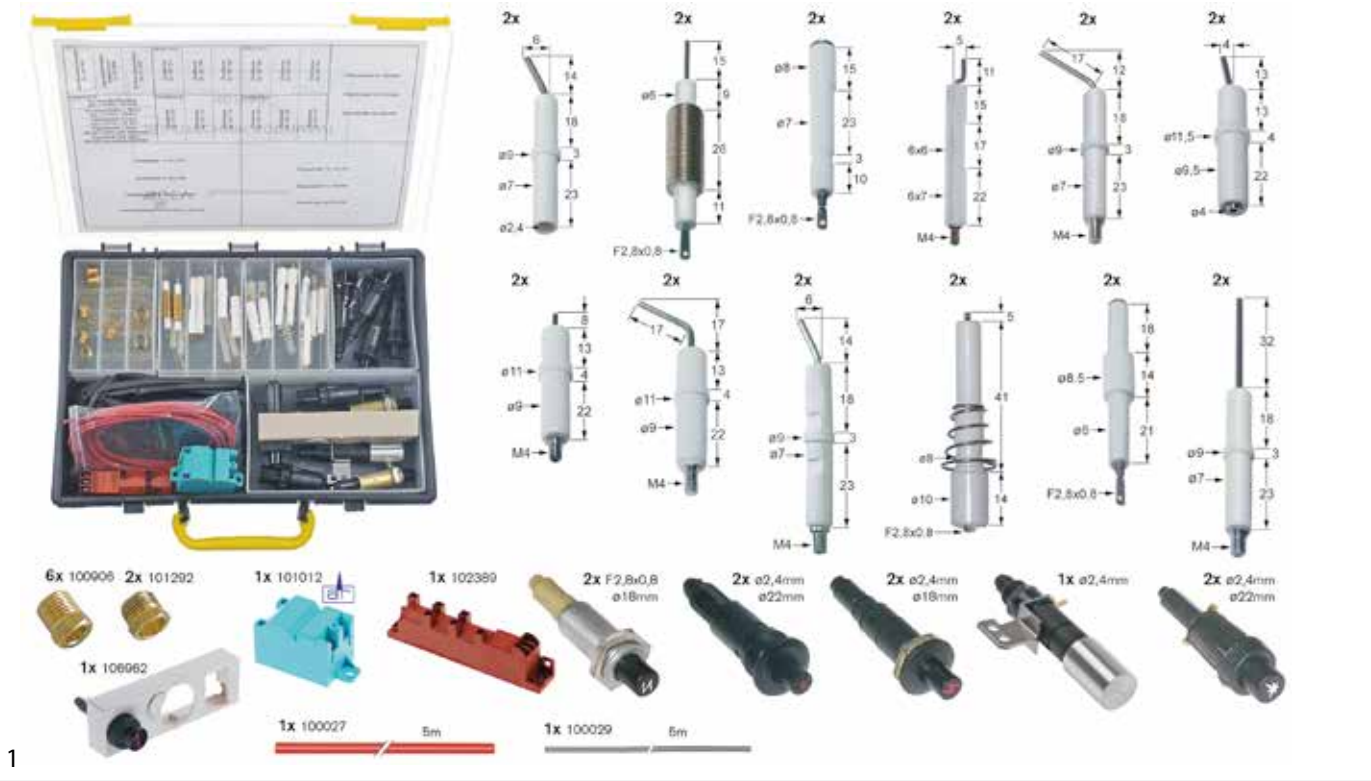 2x 2x 2x 2x 2x 2x
6
14
18
3
23
ø9
ø7
ø2,4
15
9
26
11
ø6
F2,8x0,8
ø8
15
ø7
23
3
10
F2,8x0,8
5
11
15
17
22
6x6
6x7
M4
17
12
18
3
23
ø9
ø7
M4
4
13
13
4
22
ø11,5
ø9,5
ø4
2x 2x 2x 2x 2x 2x
8
13
4
22
ø11
ø9
M4
17
17
13
4
22
ø11
ø9
M4
6
14
18
3
23
ø9
ø7
M4
5
41
14
ø8
ø10
F2,8x0,8
18
14
21
ø8,5
ø6
F2,8x0,8
32
18
3
23
ø9
ø7
M4
6x 100906 2x 101292
1x 101012
1x 102389
2x F2,8x0,8
ø18mm
2x ø2,4mm
ø22mm
2x ø2,4mm
ø18mm
1x ø2,4mm
2x ø2,4mm
ø22mm
1x 106962
1x 100027 5m
1x 100029 5m
1